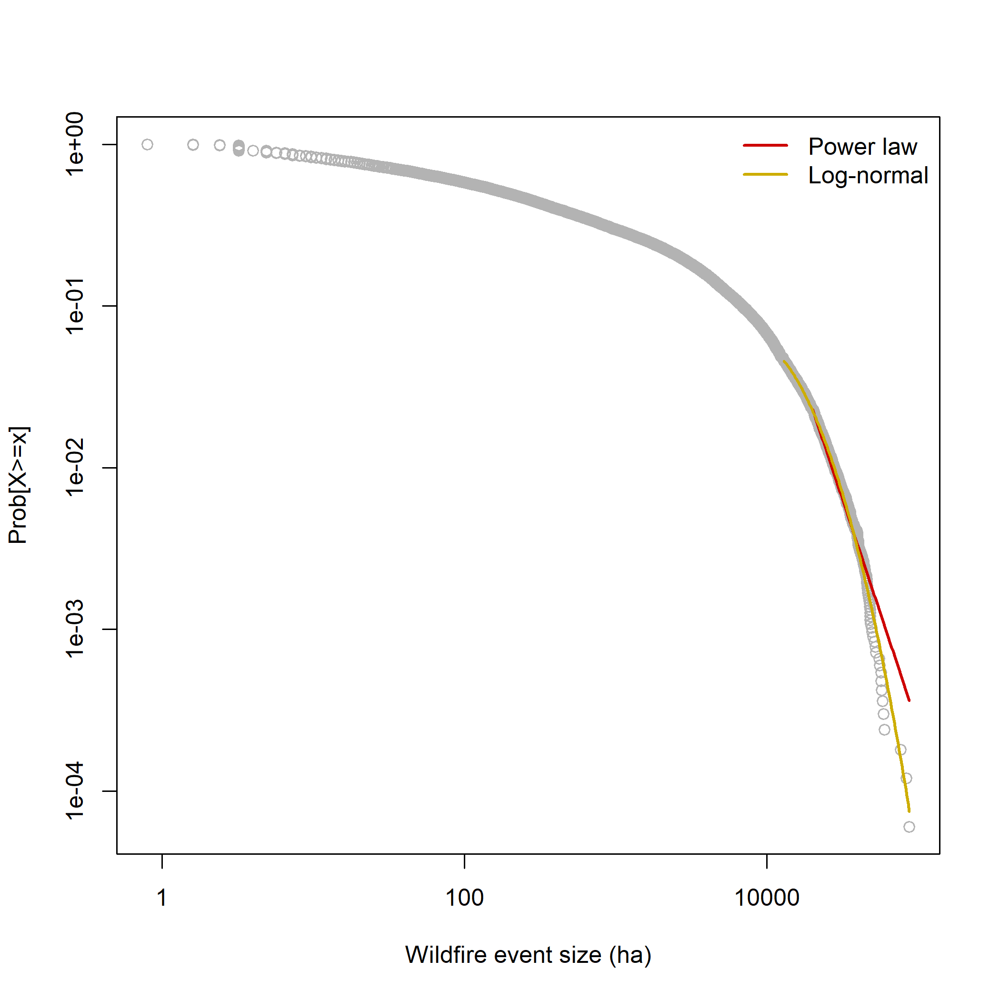 Power law
Log-normal
1e+00
1e-01
1e-02
1e-03
1e-04
Prob[X>=x]
1
100
10000
Wildfire event size (ha)